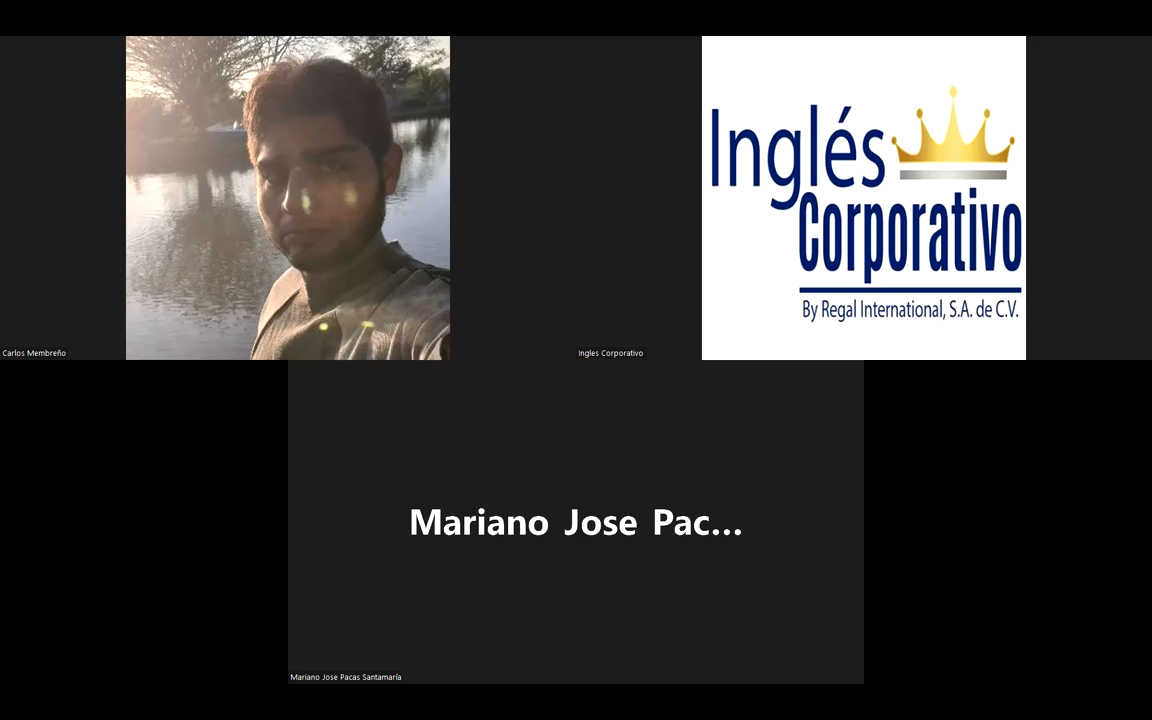 Inglés
Corporativo
By Regal International, S.A. de C.V.
Carlos Membreño
Ingles Corporativo
Mariano Jose Pac...
Mariano Jose Pacas Santamaría